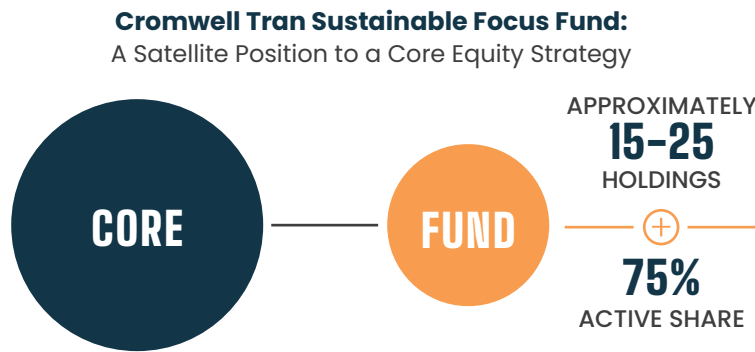 Cromwell Tran Sustainable Focus Fund:
A Satellite Position to a Core Equity Strategy
CORE
FUND
APPROXIMATELY
15-25
HOLDINGS
75%
ACTIVE SHARE